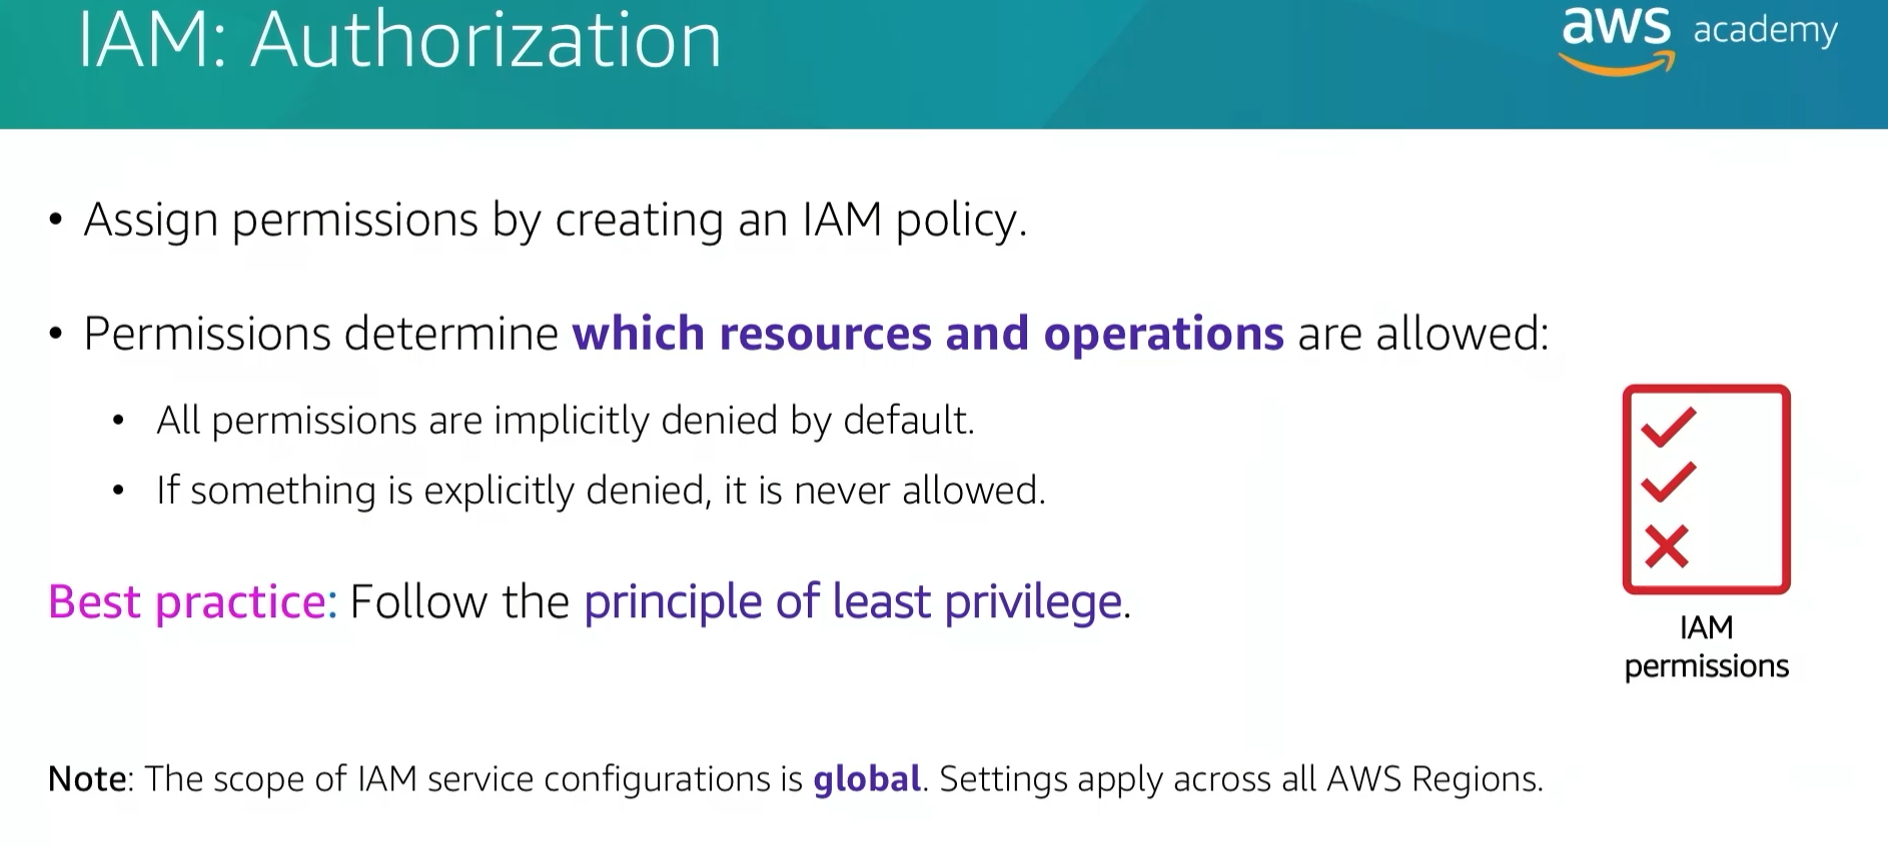 IAM: Authorization
aws academy
• Assign permissions by creating an IAM policy.
• Permissions determine which resources and operations are allowed:
• All permissions are implicitly denied by default.
• If something is explicitly denied, it is never allowed.
Best practice: Follow the principle of least privilege.
IAM
permissions
Note: The scope of IAM service configurations is global. Settings apply across all AWS Regions.